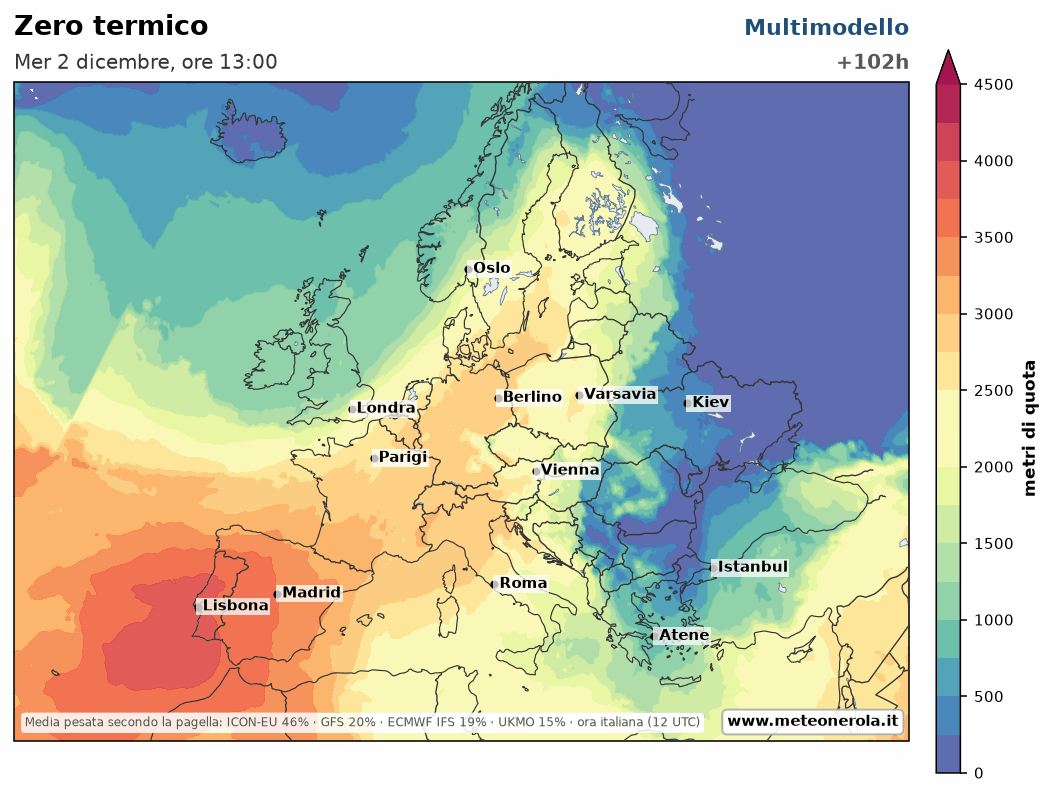 Zero termico
Multimodello
Mer 2 dicembre, ore 13:00
+102h
4500
4000
3500
3000
2500
2000
1500
1000
500
0
metri di quota
Oslo
Berlino
Varsavia
Kiev
Londra
Parigi
Vienna
Istanbul
Roma
Madrid
Lisbona
Atene
Media pesata secondo la pagella: ICON-EU 46% · GFS 20% · ECMWF IFS 19% · UKMO 15% · ora italiana (12 UTC)
www.meteonerola.it